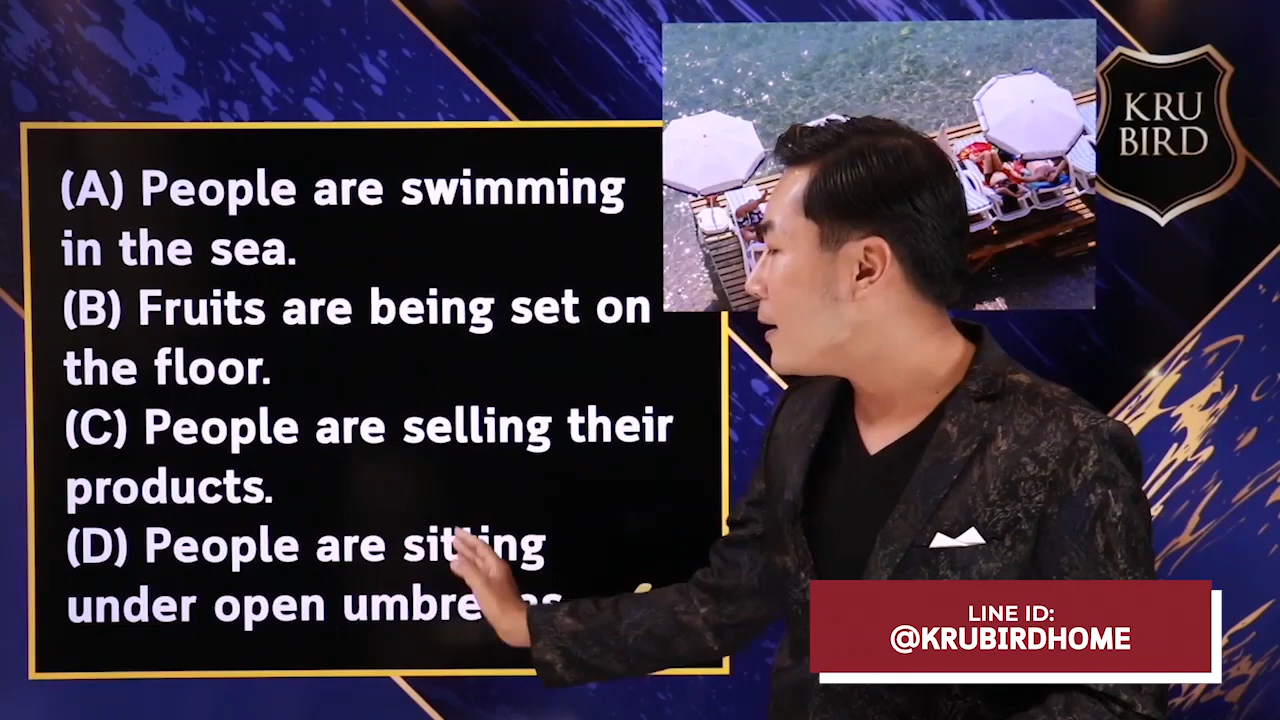 (A) People are swimming
in the sea.
(B) Fruits are being set on
the floor.
(C) People are selling their
products.
(D) People are sitting
under open
KRU
BIRD
LINE ID:
@KRUBIRDHOME